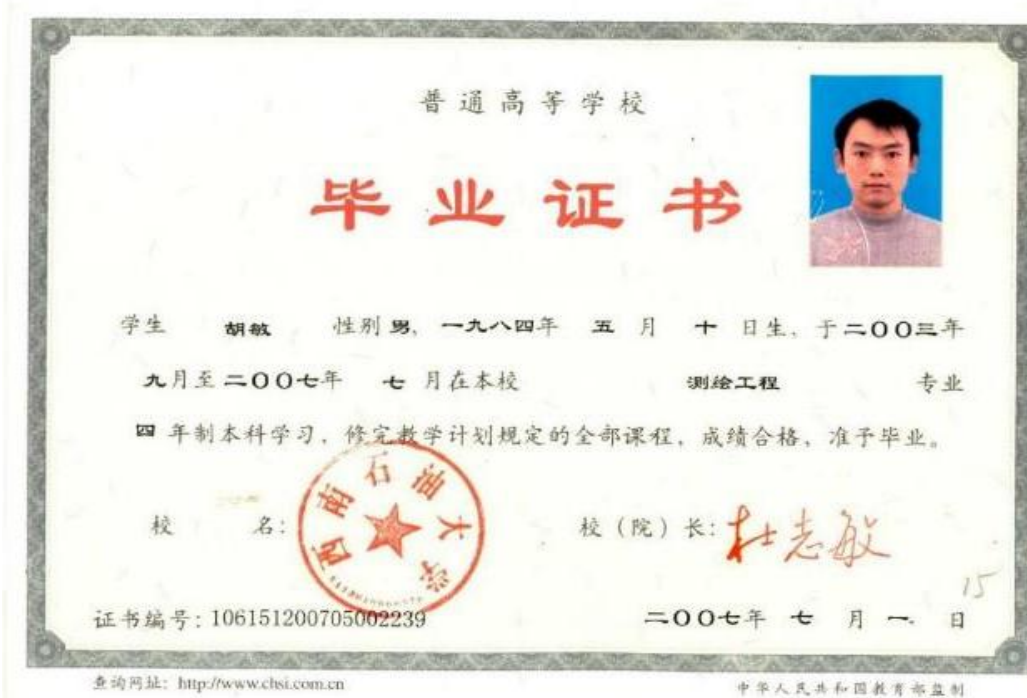 普通高等学校
毕业证书
学生 胡敏 性别 男, 一九八四年 五 月 十 日生, 于二〇〇三年
九月至二〇〇七年 七 月在本校 测绘工程 专业
四 年制本科学习, 修完教学计划规定的全部课程, 成绩合格, 准予毕业。
西南石油大学
校 名: 校(院)长: 杜志敏
15
证书编号: 106151200705002239 二〇〇七年 七 月 一 日
查询网址: http://www.chsi.com.cn 中华人民共和国教育部监制